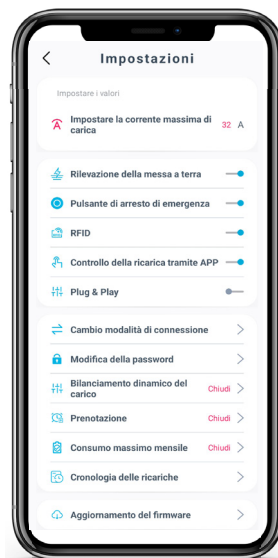 Impostazioni
Impostare i valori
Impostare la corrente massima di
carica
32 A
Rilevazione della messa a terra
Pulsante di arresto di emergenza
RFID
Controllo della ricarica tramite APP
Plug & Play
Cambio modalità di connessione
Modifica della password
Bilanciamento dinamico del
carico
Chiudi
Prenotazione
Chiudi
Consumo massimo mensile
Chiudi
Cronologia delle ricariche
Aggiornamento del firmware